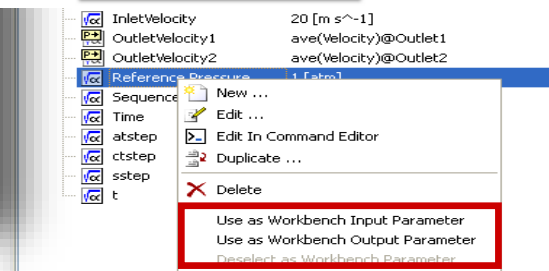 InletVelocity 20 [m s^-1]
OutletVelocity1 ave(Velocity)@Outlet1
OutletVelocity2 ave(Velocity)@Outlet2
Reference Pressure 1 [atm]
Sequence
Time
atstep
ctstep
sstep
t
New ...
Edit ...
Edit In Command Editor
Duplicate ...
Delete
Use as Workbench Input Parameter
Use as Workbench Output Parameter
Deselect as Workbench Parameter